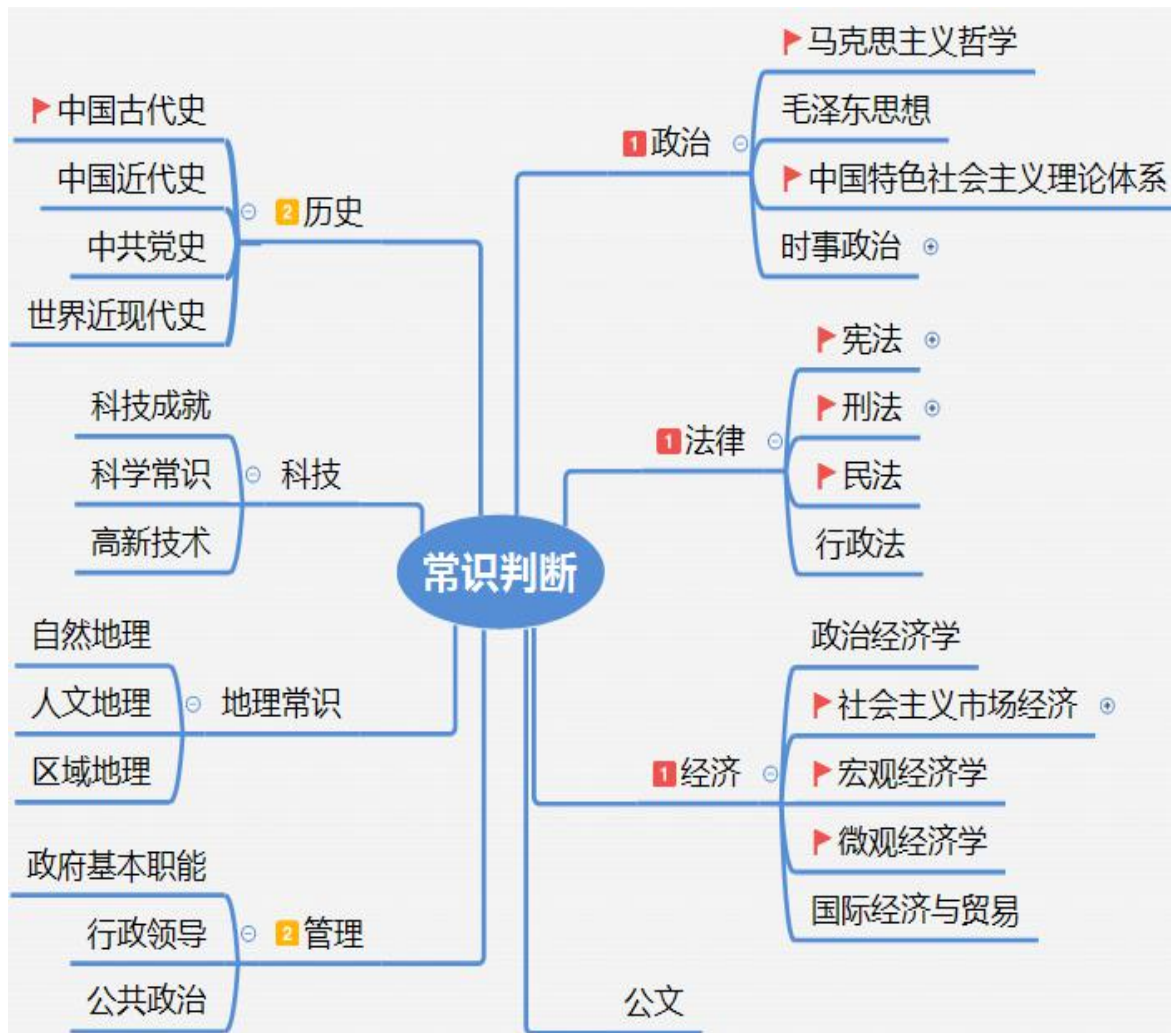 常识判断
1 政治
马克思主义哲学
毛泽东思想
中国特色社会主义理论体系
时事政治
1 法律
宪法
刑法
民法
行政法
1 经济
政治经济学
社会主义市场经济
宏观经济学
微观经济学
国际经济与贸易
公文
2 历史
中国古代史
中国近代史
中共党史
世界近现代史
科技
科技成就
科学常识
高新技术
地理常识
自然地理
人文地理
区域地理
2 管理
政府基本职能
行政领导
公共政治